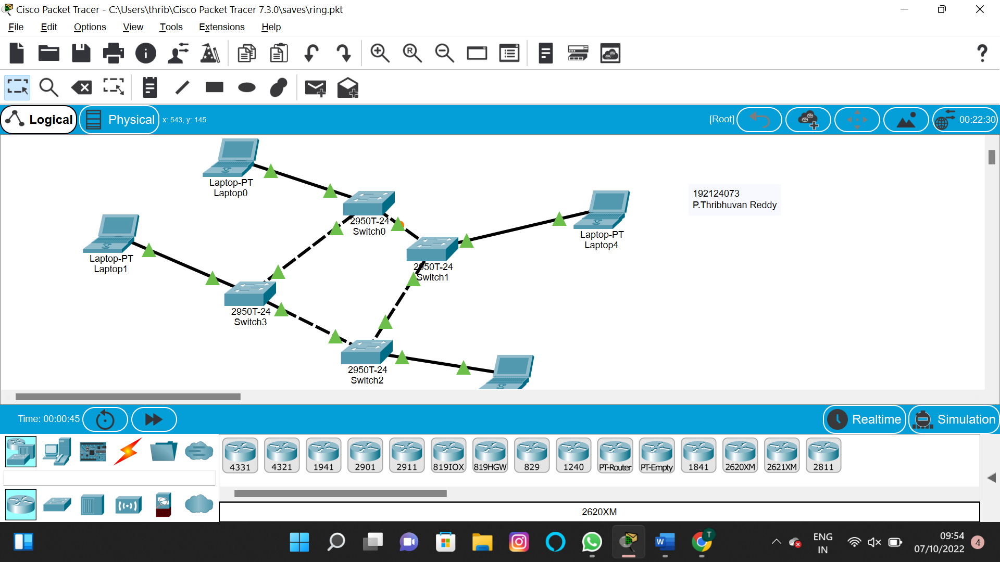 Cisco Packet Tracer - C:\Users\thrib\Cisco Packet Tracer 7.3.0\saves\ring.pkt
File Edit Options View Tools Extensions Help
R
?
Logical Physical x: 543, y: 145 [Root] 00:22:30
Laptop-PT
Laptop0
192124073
P.Thribhuvan Reddy
2950T-24
Switch0
Laptop-PT
Laptop4
Laptop-PT
Laptop1
2950T-24
Switch1
2950T-24
Switch3
2950T-24
Switch2
Time: 00:00:45 Realtime Simulation
4331 4321 1941 2901 2911 819IOX 819HGW 829 1240 PT-Router PT-Empty 1841 2620XM 2621XM 2811
2620XM
W
T
ENG
IN
09:54
07/10/2022
4